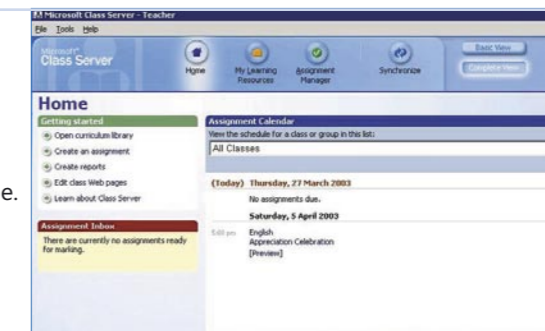 Microsoft Class Server - Teacher
File Tools Help
Microsoft®
Class Server
Home
My Learning
Resources
Assignment
Manager
Synchronize
Basic View
Complete View
Home
Getting started
Open curriculum library
Create an assignment
Create reports
Edit class Web pages
Learn about Class Server
e.
Assignment Inbox
There are currently no assignments ready
for marking.
Assignment Calendar
View the schedule for a class or group in this list:
All Classes
(Today) Thursday, 27 March 2003
No assignments due.
Saturday, 5 April 2003
English
Appreciation Celebration
[Preview]